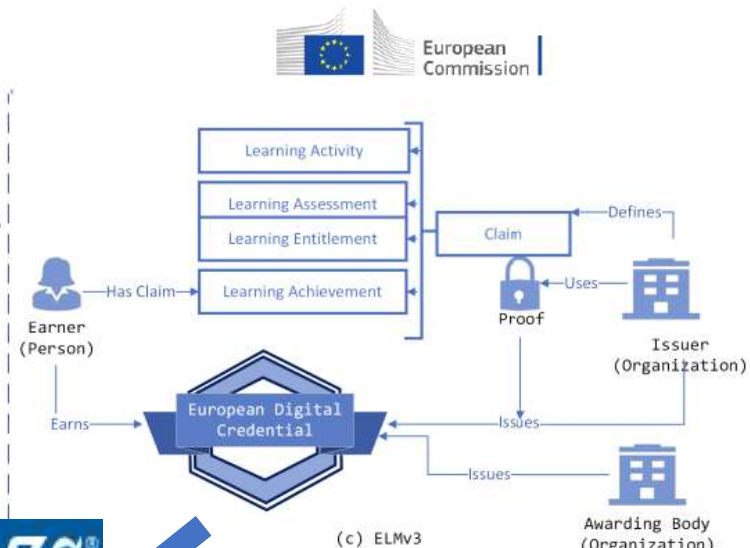 European
Commission
Learning Activity
Learning Assessment
Defines
Learning Entitlement
Claim
Has Claim
Learning Achievement
Uses
Proof
Earner
(Person)
Issuer
(Organization)
European Digital
Credential
Earns
Issues
Issues
(c) ELMv3
Awarding Body
(Organization)